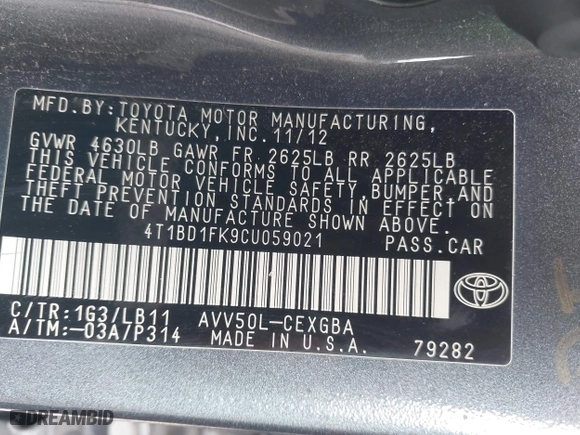 MFD.BY:TOYOTA MOTOR MANUFACTURING,
KENTUCKY, INC. 11/12
GVWR 4630LB GAWR FR 2625LB RR 2625LB
THIS VEHICLE CONFORMS TO ALL APPLICABLE
FEDERAL MOTOR VEHICLE SAFETY, BUMPER AND
THEFT PREVENTION STANDARDS IN EFFECT ON
THE DATE OF MANUFACTURE SHOWN ABOVE.
4T1BD1FK9CU059021 PASS.CAR
TOYOTA
C/TR:1G3/LB11 AVV50L-CEXGBA
A/TM:-03A/P314 MADE IN U.S.A. 79282
DREAMBID